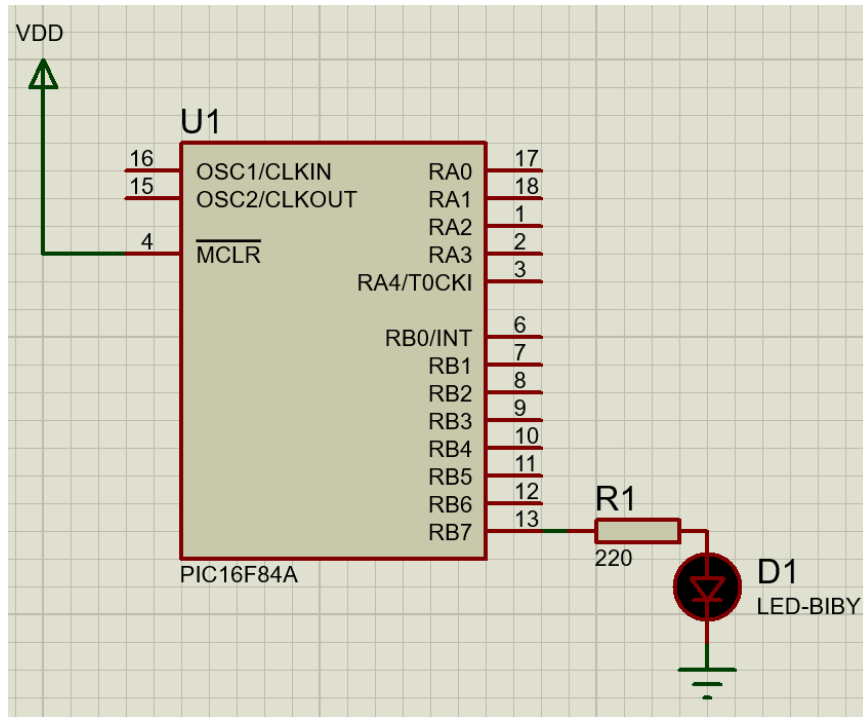 VDD
U1
16 OSC1/CLKIN RA0 17
15 OSC2/CLKOUT RA1 18
RA2 1
4 MCLR RA3 2
RA4/T0CKI 3
RB0/INT 6
RB1 7
RB2 8
RB3 9
RB4 10
RB5 11
RB6 12
RB7 13
R1
220
PIC16F84A
D1
LED-BIBY